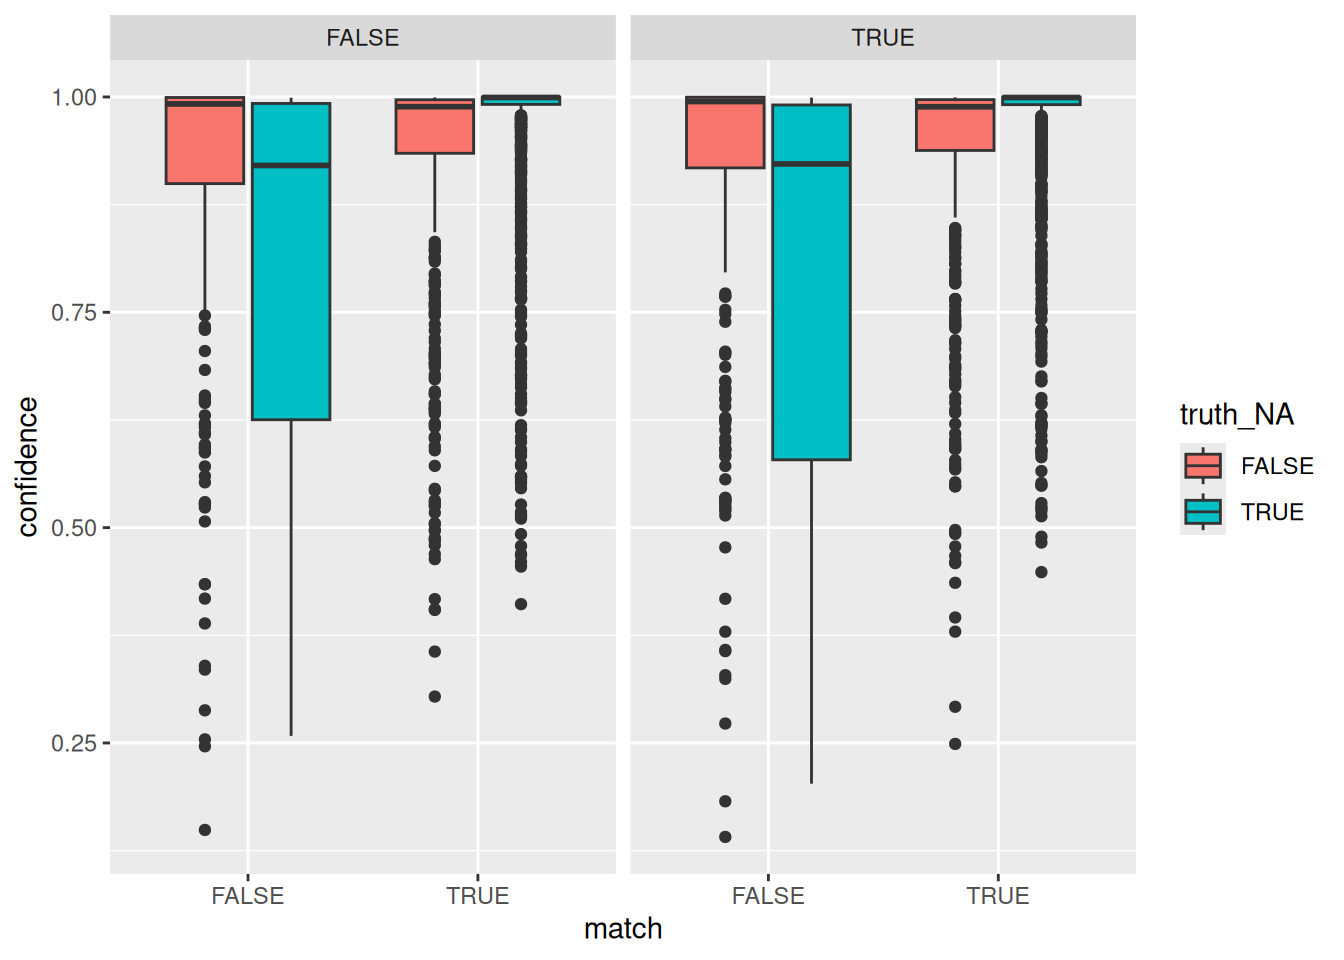 FALSE
TRUE
1.00
0.75
0.50
0.25
confidence
FALSE
TRUE
FALSE
TRUE
match
truth_NA
FALSE
TRUE